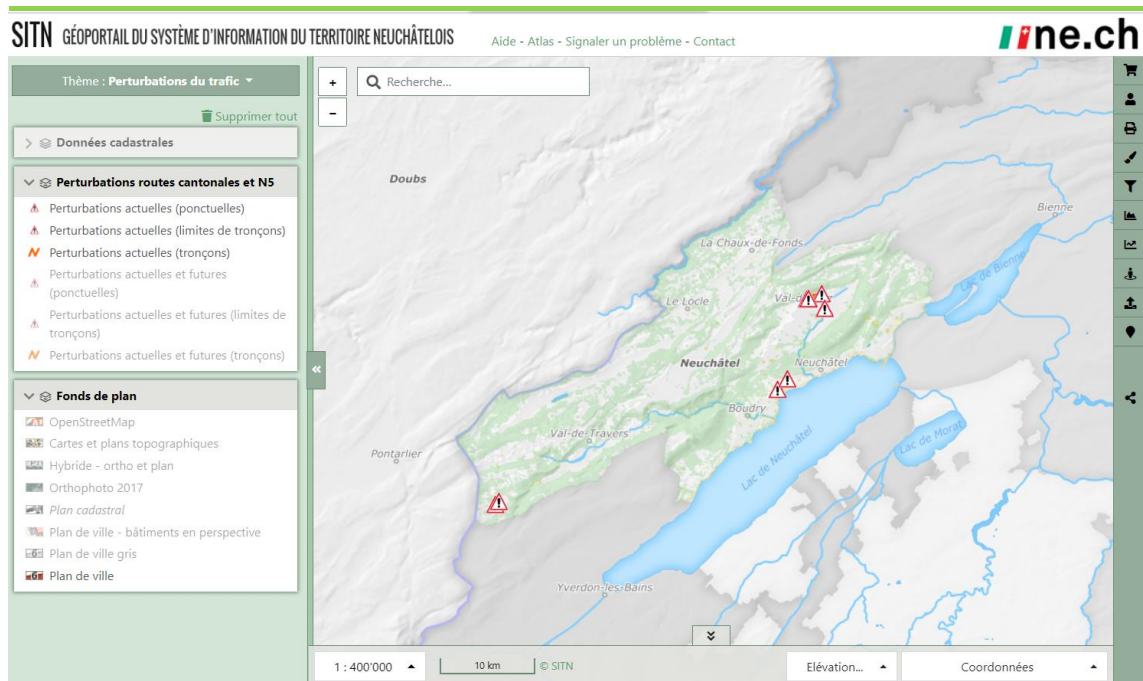 SITN GÉOPORTAIL DU SYSTÈME D'INFORMATION DU TERRITOIRE NEUCHÂTELOIS
Aide - Atlas - Signaler un problème - Contact
ne.ch
Thème : Perturbations du trafic
Supprimer tout
Données cadastrales
Perturbations routes cantonales et N5
Perturbations actuelles (ponctuelles)
Perturbations actuelles (limites de tronçons)
Perturbations actuelles (tronçons)
Perturbations actuelles et futures
(ponctuelles)
Perturbations actuelles et futures (limites de
tronçons)
Perturbations actuelles et futures (tronçons)
Fonds de plan
OpenStreetMap
Cartes et plans topographiques
Hybride - ortho et plan
Orthophoto 2017
Plan cadastral
Plan de ville - bâtiments en perspective
Plan de ville gris
Plan de ville
+
Recherche...
-
Doubs
Bienne
La Chaux-de-Fonds
Lac de Bienne
Le Locle
Neuchâtel
Neuchâtel
Boudry
Val-de-Travers
Lac de Morat
Pontarlier
Lac de Neuchâtel
Yverdon-les-Bains
1 : 400'000
10 km
© SITN
Elévation...
Coordonnées